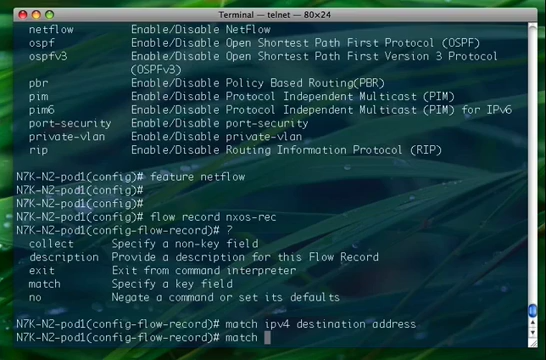 Terminal — telnet — 80×24
netflow Enable/Disable NetFlow
ospf Enable/Disable Open Shortest Path First Protocol (OSPF)
ospfv3 Enable/Disable Open Shortest Path First Version 3 Protocol
(OSPFv3)
pbr Enable/Disable Policy Based Routing(PBR)
pim Enable/Disable Protocol Independent Multicast (PIM)
pim6 Enable/Disable Protocol Independent Multicast (PIM) for IPv6
port-security Enable/Disable port-security
private-vlan Enable/Disable private-vlan
rip Enable/Disable Routing Information Protocol (RIP)
N7K-N2-pod1(config)# feature netflow
N7K-N2-pod1(config)#
N7K-N2-pod1(config)#
N7K-N2-pod1(config)# flow record nxos-rec
N7K-N2-pod1(config-flow-record)# ?
collect Specify a non-key field
description Provide a description for this Flow Record
exit Exit from command interpreter
match Specify a key field
no Negate a command or set its defaults
N7K-N2-pod1(config-flow-record)# match ipv4 destination address
N7K-N2-pod1(config-flow-record)# match